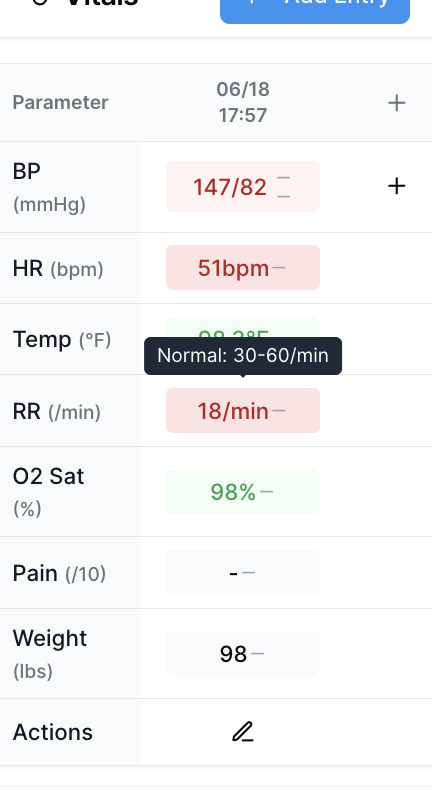 Vitals
Add Entry
Parameter
06/18
17:57
BP
(mmHg)
147/82
HR (bpm)
51bpm
Temp (°F)
98.2°F
Normal: 30-60/min
RR (/min)
18/min
O2 Sat
(%)
98%
Pain (/10)
-
Weight
(lbs)
98
Actions